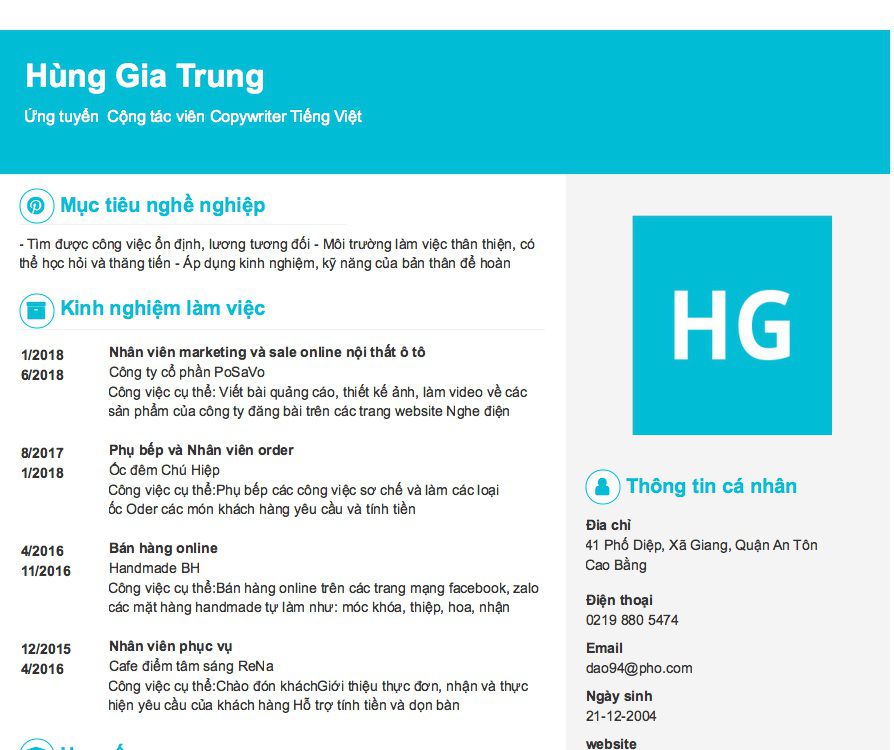 Hùng Gia Trung
Ứng tuyển Cộng tác viên Copywriter Tiếng Việt
Mục tiêu nghề nghiệp
- Tìm được công việc ổn định, lương tương đối - Môi trường làm việc thân thiện, có
thể học hỏi và thăng tiến - Áp dụng kinh nghiệm, kỹ năng của bản thân để hoàn
Kinh nghiệm làm việc
1/2018
6/2018
Nhân viên marketing và sale online nội thất ô tô
Công ty cổ phần PoSaVo
Công việc cụ thể: Viết bài quảng cáo, thiết kế ảnh, làm video về các
sản phẩm của công ty đăng bài trên các trang website Nghe điện
8/2017
1/2018
Phụ bếp và Nhân viên order
Ốc đêm Chú Hiệp
Công việc cụ thể:Phụ bếp các công việc sơ chế và làm các loại
ốc Oder các món khách hàng yêu cầu và tính tiền
4/2016
11/2016
Bán hàng online
Handmade BH
Công việc cụ thể:Bán hàng online trên các trang mạng facebook, zalo
các mặt hàng handmade tự làm như: móc khóa, thiệp, hoa, nhận
12/2015
4/2016
Nhân viên phục vụ
Cafe điểm tâm sáng ReNa
Công việc cụ thể:Chào đón kháchGiới thiệu thực đơn, nhận và thực
hiện yêu cầu của khách hàng Hỗ trợ tính tiền và dọn bàn
HG
Thông tin cá nhân
Đia chỉ
41 Phố Diệp, Xã Giang, Quận An Tôn
Cao Bằng
Điện thoại
0219 880 5474
Email
dao94@pho.com
Ngày sinh
21-12-2004
website